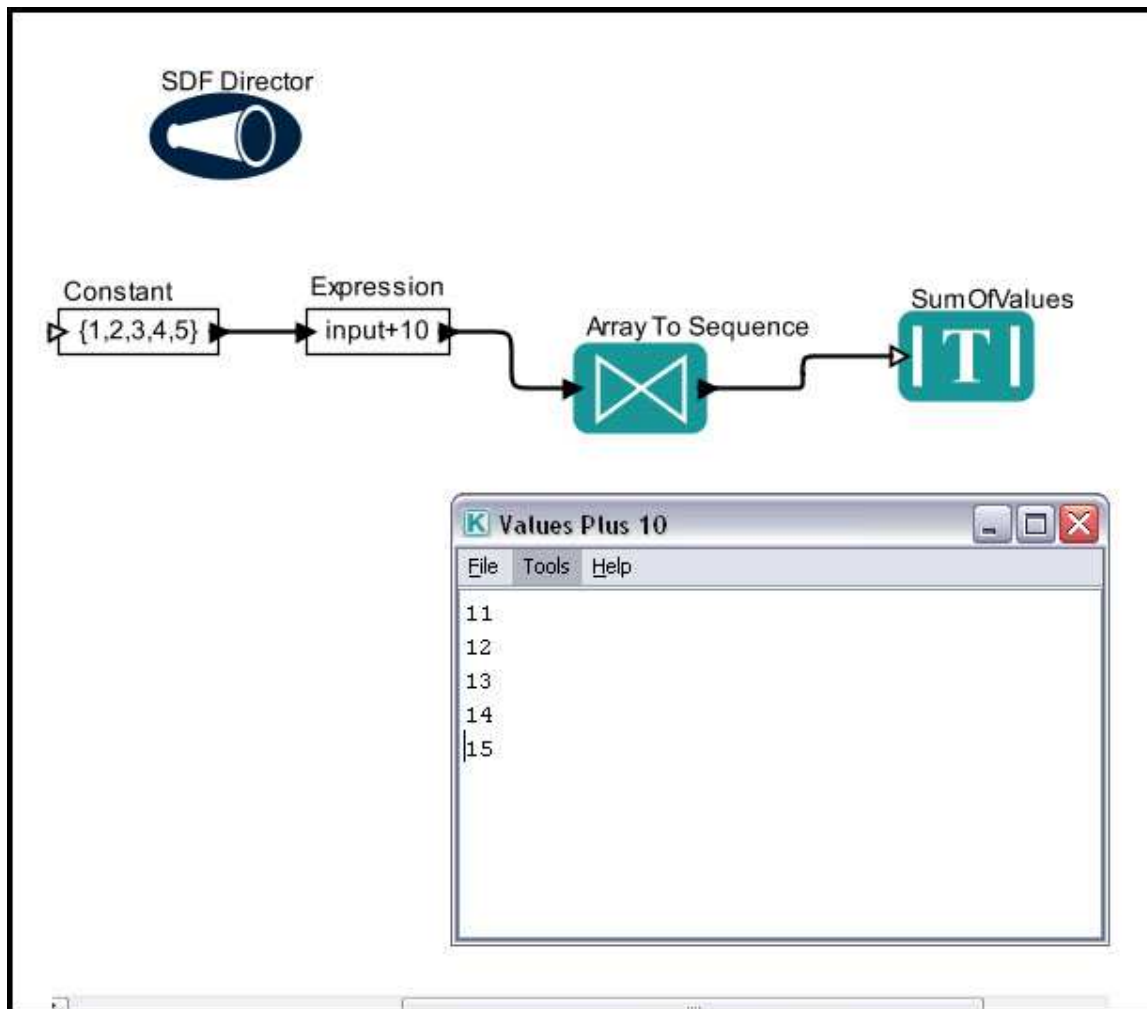 SDF Director
Constant
{1,2,3,4,5}
Expression
input+10
Array To Sequence
SumOfValues
T
K Values Plus 10
File Tools Help
11
12
13
14
15